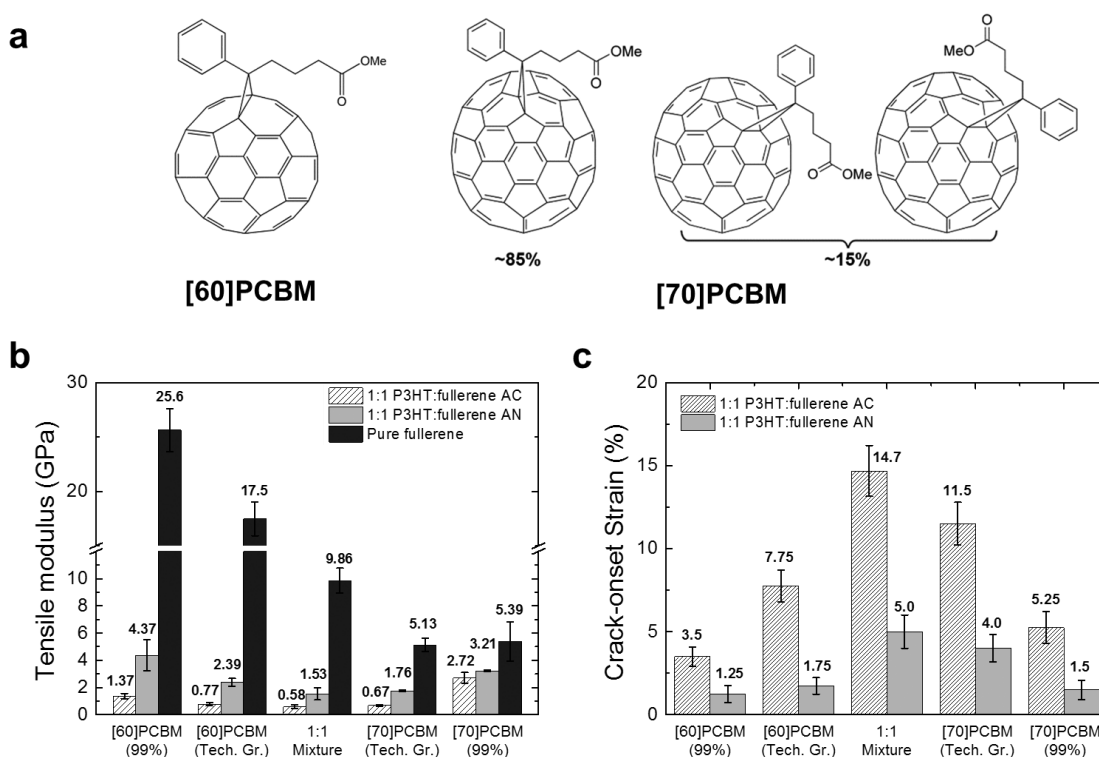 a
OMe
O
OMe
O
O
OMe
O
MeO
~85%
~15%
[60]PCBM
[70]PCBM
b
Tensile modulus (GPa)
30
20
10
8
6
4
2
0
1:1 P3HT:fullerene AC
1:1 P3HT:fullerene AN
Pure fullerene
1.37
4.37
25.6
0.77
2.39
17.5
0.58
1.53
9.86
0.67
1.76
5.13
2.72
3.21
5.39
[60]PCBM
(99%)
[60]PCBM
(Tech. Gr.)
1:1
Mixture
[70]PCBM
(Tech. Gr.)
[70]PCBM
(99%)
c
Crack-onset Strain (%)
20
15
10
5
0
1:1 P3HT:fullerene AC
1:1 P3HT:fullerene AN
3.5
1.25
7.75
1.75
14.7
5.0
11.5
4.0
5.25
1.5
[60]PCBM
(99%)
[60]PCBM
(Tech. Gr.)
1:1
Mixture
[70]PCBM
(Tech. Gr.)
[70]PCBM
(99%)